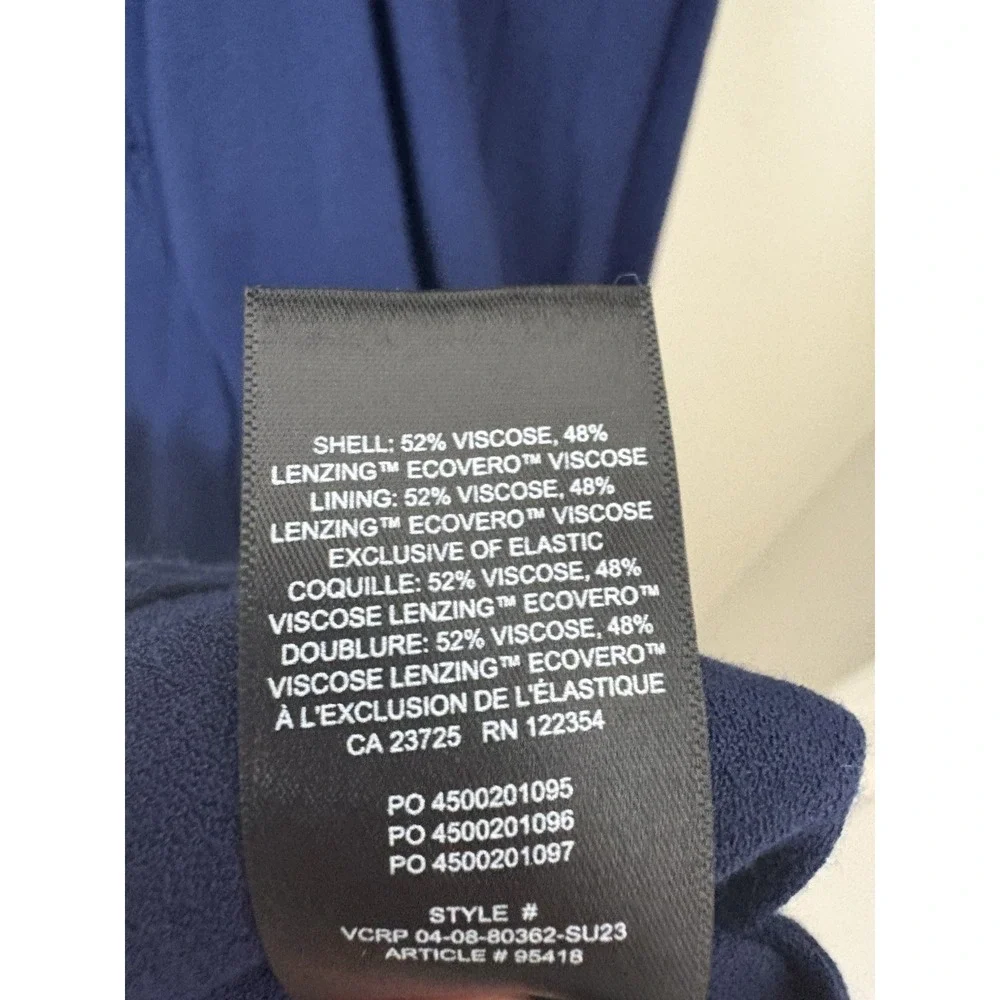 SHELL: 52% VISCOSE, 48%
LENZING™ ECOVERO™ VISCOSE
LINING: 52% VISCOSE, 48%
LENZING™ ECOVERO™ VISCOSE
EXCLUSIVE OF ELASTIC
COQUILLE: 52% VISCOSE, 48%
VISCOSE LENZING™ ECOVERO™
DOUBLURE: 52% VISCOSE, 48%
VISCOSE LENZING™ ECOVERO™
À L'EXCLUSION DE L'ÉLASTIQUE
CA 23725 RN 122354
PO 4500201095
PO 4500201096
PO 4500201097
STYLE #
VCRP 04-08-80362-SU23
ARTICLE # 95418